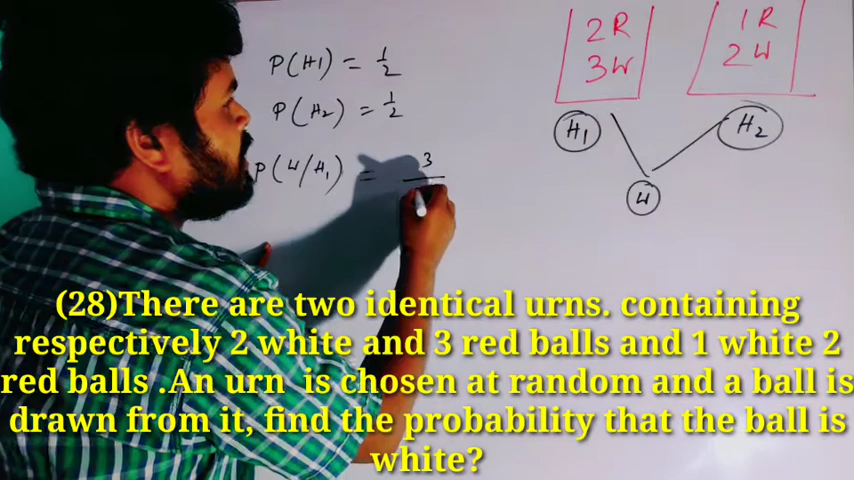 P(H1) = 1/2
P(H2) = 1/2
P(W/H1) = 3
2R
3W
1R
2W
H1
H2
W
(28)There are two identical urns. containing
respectively 2 white and 3 red balls and 1 white 2
red balls .An urn is chosen at random and a ball is
drawn from it, find the probability that the ball is
white?